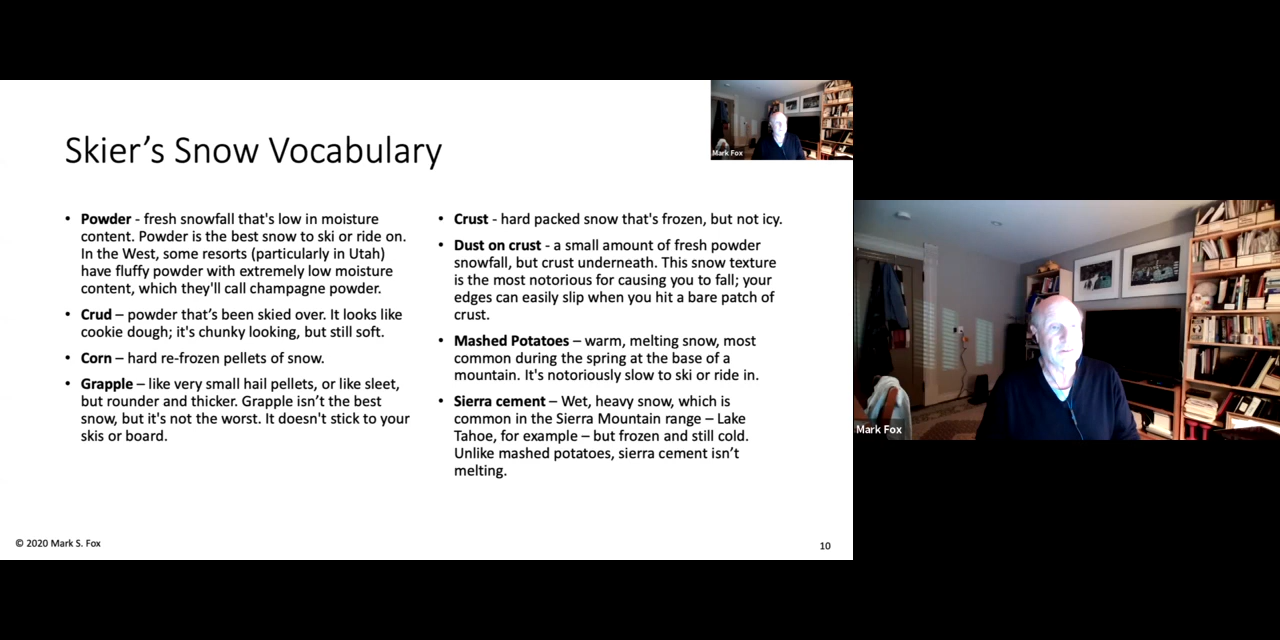 Skier's Snow Vocabulary
Mark Fox
• Powder - fresh snowfall that's low in moisture
content. Powder is the best snow to ski or ride on.
In the West, some resorts (particularly in Utah)
have fluffy powder with extremely low moisture
content, which they'll call champagne powder.
• Crud – powder that's been skied over. It looks like
cookie dough; it's chunky looking, but still soft.
• Corn – hard re-frozen pellets of snow.
• Grapple – like very small hail pellets, or like sleet,
but rounder and thicker. Grapple isn't the best
snow, but it's not the worst. It doesn't stick to your
skis or board.
• Crust - hard packed snow that's frozen, but not icy.
• Dust on crust - a small amount of fresh powder
snowfall, but crust underneath. This snow texture
is the most notorious for causing you to fall; your
edges can easily slip when you hit a bare patch of
crust.
• Mashed Potatoes – warm, melting snow, most
common during the spring at the base of a
mountain. It's notoriously slow to ski or ride in.
• Sierra cement – Wet, heavy snow, which is
common in the Sierra Mountain range – Lake
Tahoe, for example – but frozen and still cold.
Unlike mashed potatoes, sierra cement isn't
melting.
© 2020 Mark S. Fox
10
Mark Fox